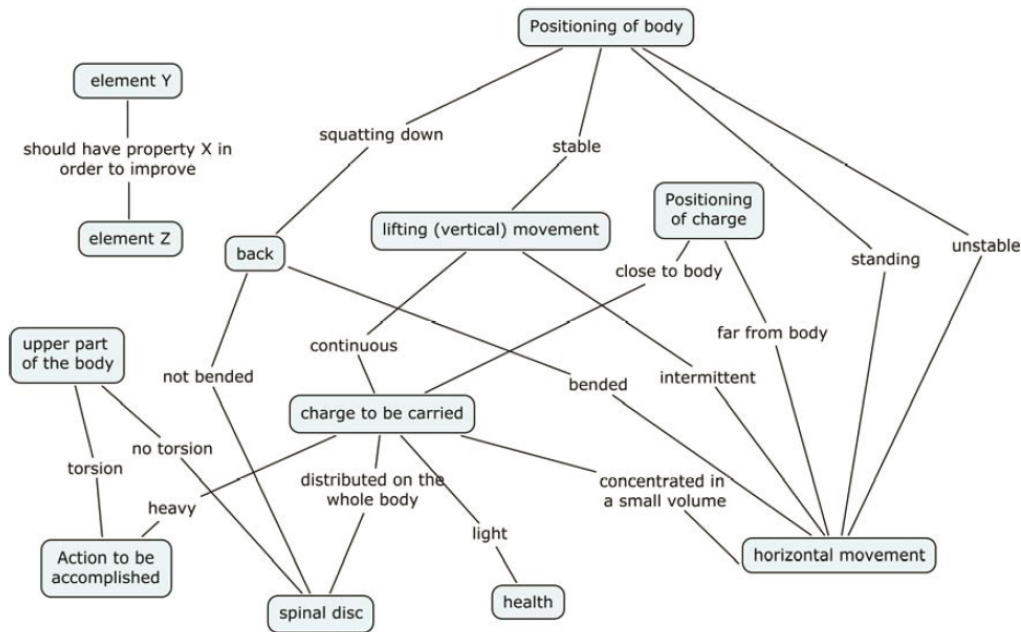 Positioning of body
element Y
squatting down
stable
should have property X in
order to improve
Positioning
of charge
element Z
lifting (vertical) movement
back
close to body
standing
unstable
upper part
of the body
continuous
far from body
not bended
bended
intermittent
charge to be carried
no torsion
torsion
distributed on the
whole body
concentrated in
a small volume
heavy
light
Action to be
accomplished
horizontal movement
spinal disc
health